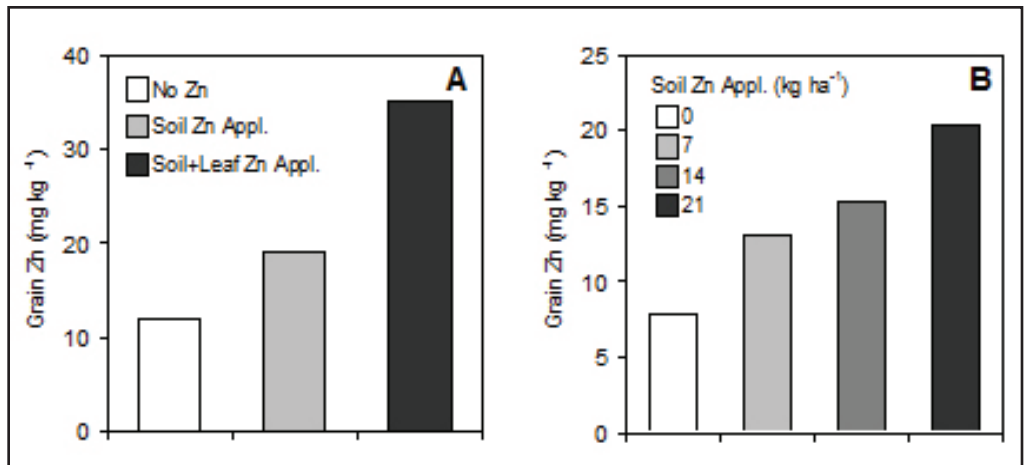 40
30
20
10
0
Grain Zn (mg kg ⁻¹)
A
No Zn
Soil Zn Appl.
Soil+Leaf Zn Appl.
25
20
15
10
5
0
Grain Zn (mg kg ⁻¹)
B
Soil Zn Appl. (kg ha⁻¹)
0
7
14
21